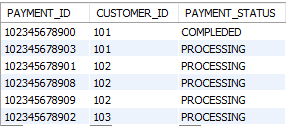 PAYMENT_ID CUSTOMER_ID PAYMENT_STATUS
102345678900 101 COMPLEDED
102345678903 101 PROCESSING
102345678901 102 PROCESSING
102345678908 102 PROCESSING
102345678909 102 PROCESSING
102345678902 103 PROCESSING